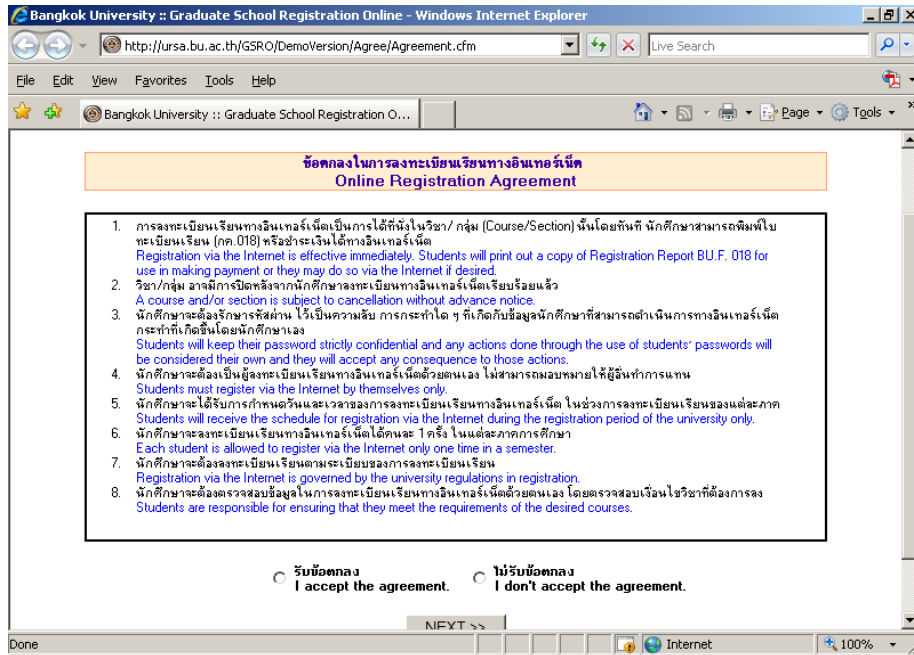 Bangkok University :: Graduate School Registration Online - Windows Internet Explorer
http://ursa.bu.ac.th/GSRO/DemoVersion/Agree/Agreement.cfm
Live Search
File Edit View Favorites Tools Help
Bangkok University :: Graduate School Registration O...
Page Tools
ข้อตกลงในการลงทะเบียนเรียนทางอินเทอร์เน็ต
Online Registration Agreement
1. การลงทะเบียนเรียนทางอินเทอร์เน็ตเป็นการได้ที่นั่งในวิชา/ กลุ่ม (Course/Section) นั้นโดยทันที นักศึกษาสามารถพิมพ์ใบ
ทะเบียนเรียน (กค.018) หรือชำระเงินได้ทางอินเทอร์เน็ต
Registration via the Internet is effective immediately. Students will print out a copy of Registration Report BU.F. 018 for
use in making payment or they may do so via the Internet if desired.
2. วิชา/กลุ่ม อาจมีการปิดหลังจากนักศึกษาลงทะเบียนทางอินเทอร์เน็ตเรียบร้อยแล้ว
A course and/or section is subject to cancellation without advance notice.
3. นักศึกษาจะต้องรักษารหัสผ่าน ไว้เป็นความลับ การกระทำใด ๆ ที่เกิดกับข้อมูลนักศึกษาที่สามารถดำเนินการทางอินเทอร์เน็ต
กระทำที่เกิดขึ้นโดยนักศึกษาเอง
Students will keep their password strictly confidential and any actions done through the use of students' passwords will
be considered their own and they will accept any consequence to those actions.
4. นักศึกษาจะต้องเป็นผู้ลงทะเบียนเรียนทางอินเทอร์เน็ตด้วยตนเอง ไม่สามารถมอบหมายให้ผู้อื่นทำการแทน
Students must register via the Internet by themselves only.
5. นักศึกษาจะได้รับการกำหนดวันและเวลาของการลงทะเบียนเรียนทางอินเทอร์เน็ต ในช่วงการลงทะเบียนเรียนของแต่ละภาค
Students will receive the schedule for registration via the Internet during the registration period of the university only.
6. นักศึกษาจะลงทะเบียนเรียนทางอินเทอร์เน็ตได้คนละ 1 ครั้ง ในแต่ละภาคการศึกษา
Each student is allowed to register via the Internet only one time in a semester.
7. นักศึกษาจะต้องลงทะเบียนเรียนตามระเบียบของการลงทะเบียนเรียน
Registration via the Internet is governed by the university regulations in registration.
8. นักศึกษาจะต้องตรวจสอบข้อมูลในการลงทะเบียนเรียนทางอินเทอร์เน็ตด้วยตนเอง โดยตรวจสอบเงื่อนไขวิชาที่ต้องการลง
Students are responsible for ensuring that they meet the requirements of the desired courses.
รับข้อตกลง ไม่รับข้อตกลง
I accept the agreement. I don't accept the agreement.
NEXT >>
Done Internet 100%